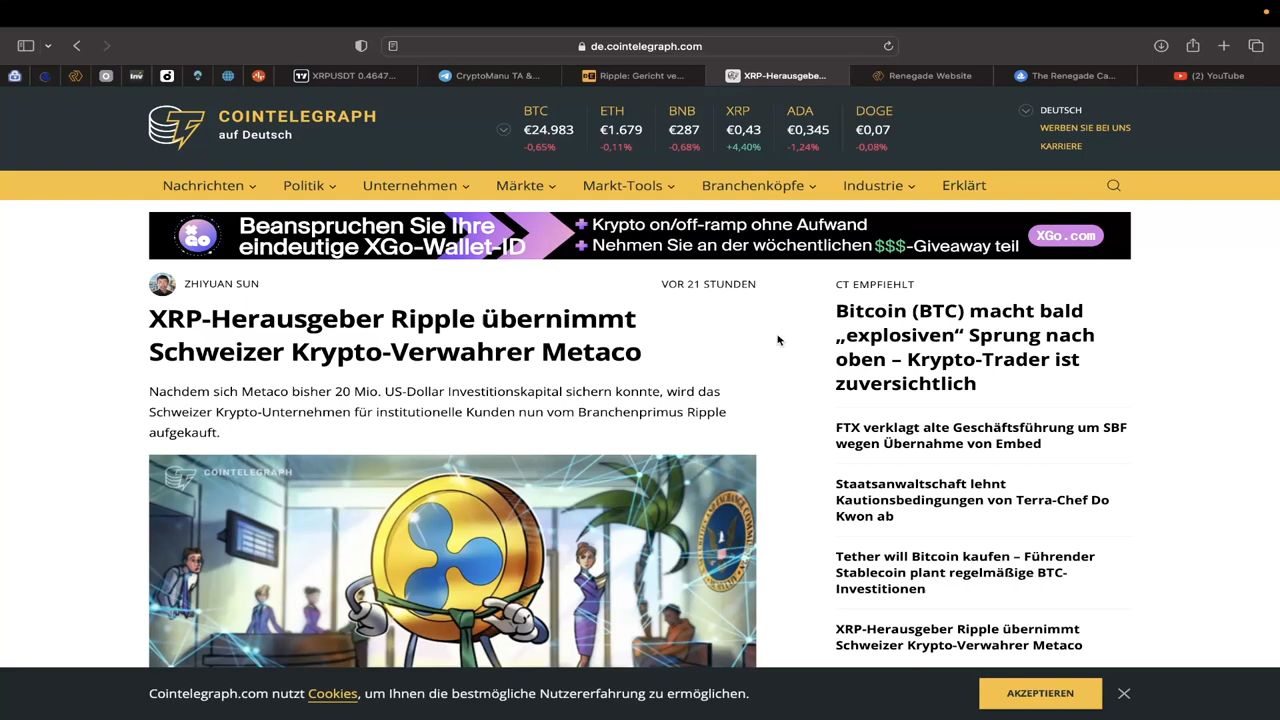 de.cointelegraph.com
XRPUSDT 0.4647...
CryptoManu TA &...
Ripple: Gericht ve...
XRP-Herausgebe...
Renegade Website
The Renegade Ca...
(2) YouTube
COINTELEGRAPH
auf Deutsch
BTC ETH BNB XRP ADA DOGE
€24.983 €1.679 €287 €0,43 €0,345 €0,07
-0,65% -0,11% -0,68% +4,40% -1,24% -0,08%
DEUTSCH
WERBEN SIE BEI UNS
KARRIERE
Nachrichten Politik Unternehmen Märkte Markt-Tools Branchenköpfe Industrie Erklärt
Beanspruchen Sie Ihre
eindeutige XGo-Wallet-ID
+ Krypto on/off-ramp ohne Aufwand
+ Nehmen Sie an der wöchentlichen $$$-Giveaway teil
XGo.com
ZHIYUAN SUN
VOR 21 STUNDEN
XRP-Herausgeber Ripple übernimmt
Schweizer Krypto-Verwahrer Metaco
Nachdem sich Metaco bisher 20 Mio. US-Dollar Investitionskapital sichern konnte, wird das
Schweizer Krypto-Unternehmen für institutionelle Kunden nun vom Branchenprimus Ripple
aufgekauft.
COINTELEGRAPH
CT EMPFIEHLT
Bitcoin (BTC) macht bald
„explosiven“ Sprung nach
oben – Krypto-Trader ist
zuversichtlich
FTX verklagt alte Geschäftsführung um SBF
wegen Übernahme von Embed
Staatsanwaltschaft lehnt
Kautionsbedingungen von Terra-Chef Do
Kwon ab
Tether will Bitcoin kaufen – Führender
Stablecoin plant regelmäßige BTC-
Investitionen
XRP-Herausgeber Ripple übernimmt
Schweizer Krypto-Verwahrer Metaco
Cointelegraph.com nutzt Cookies, um Ihnen die bestmögliche Nutzererfahrung zu ermöglichen.
AKZEPTIEREN